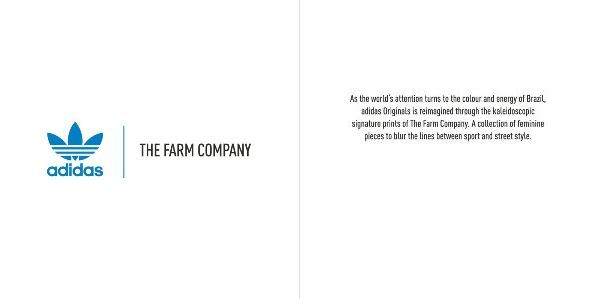 adidas
THE FARM COMPANY
As the world's attention turns to the colour and energy of Brazil,
adidas Originals is reimagined through the kaleidoscopic
signature prints of The Farm Company. A collection of feminine
pieces to blur the lines between sport and street style.